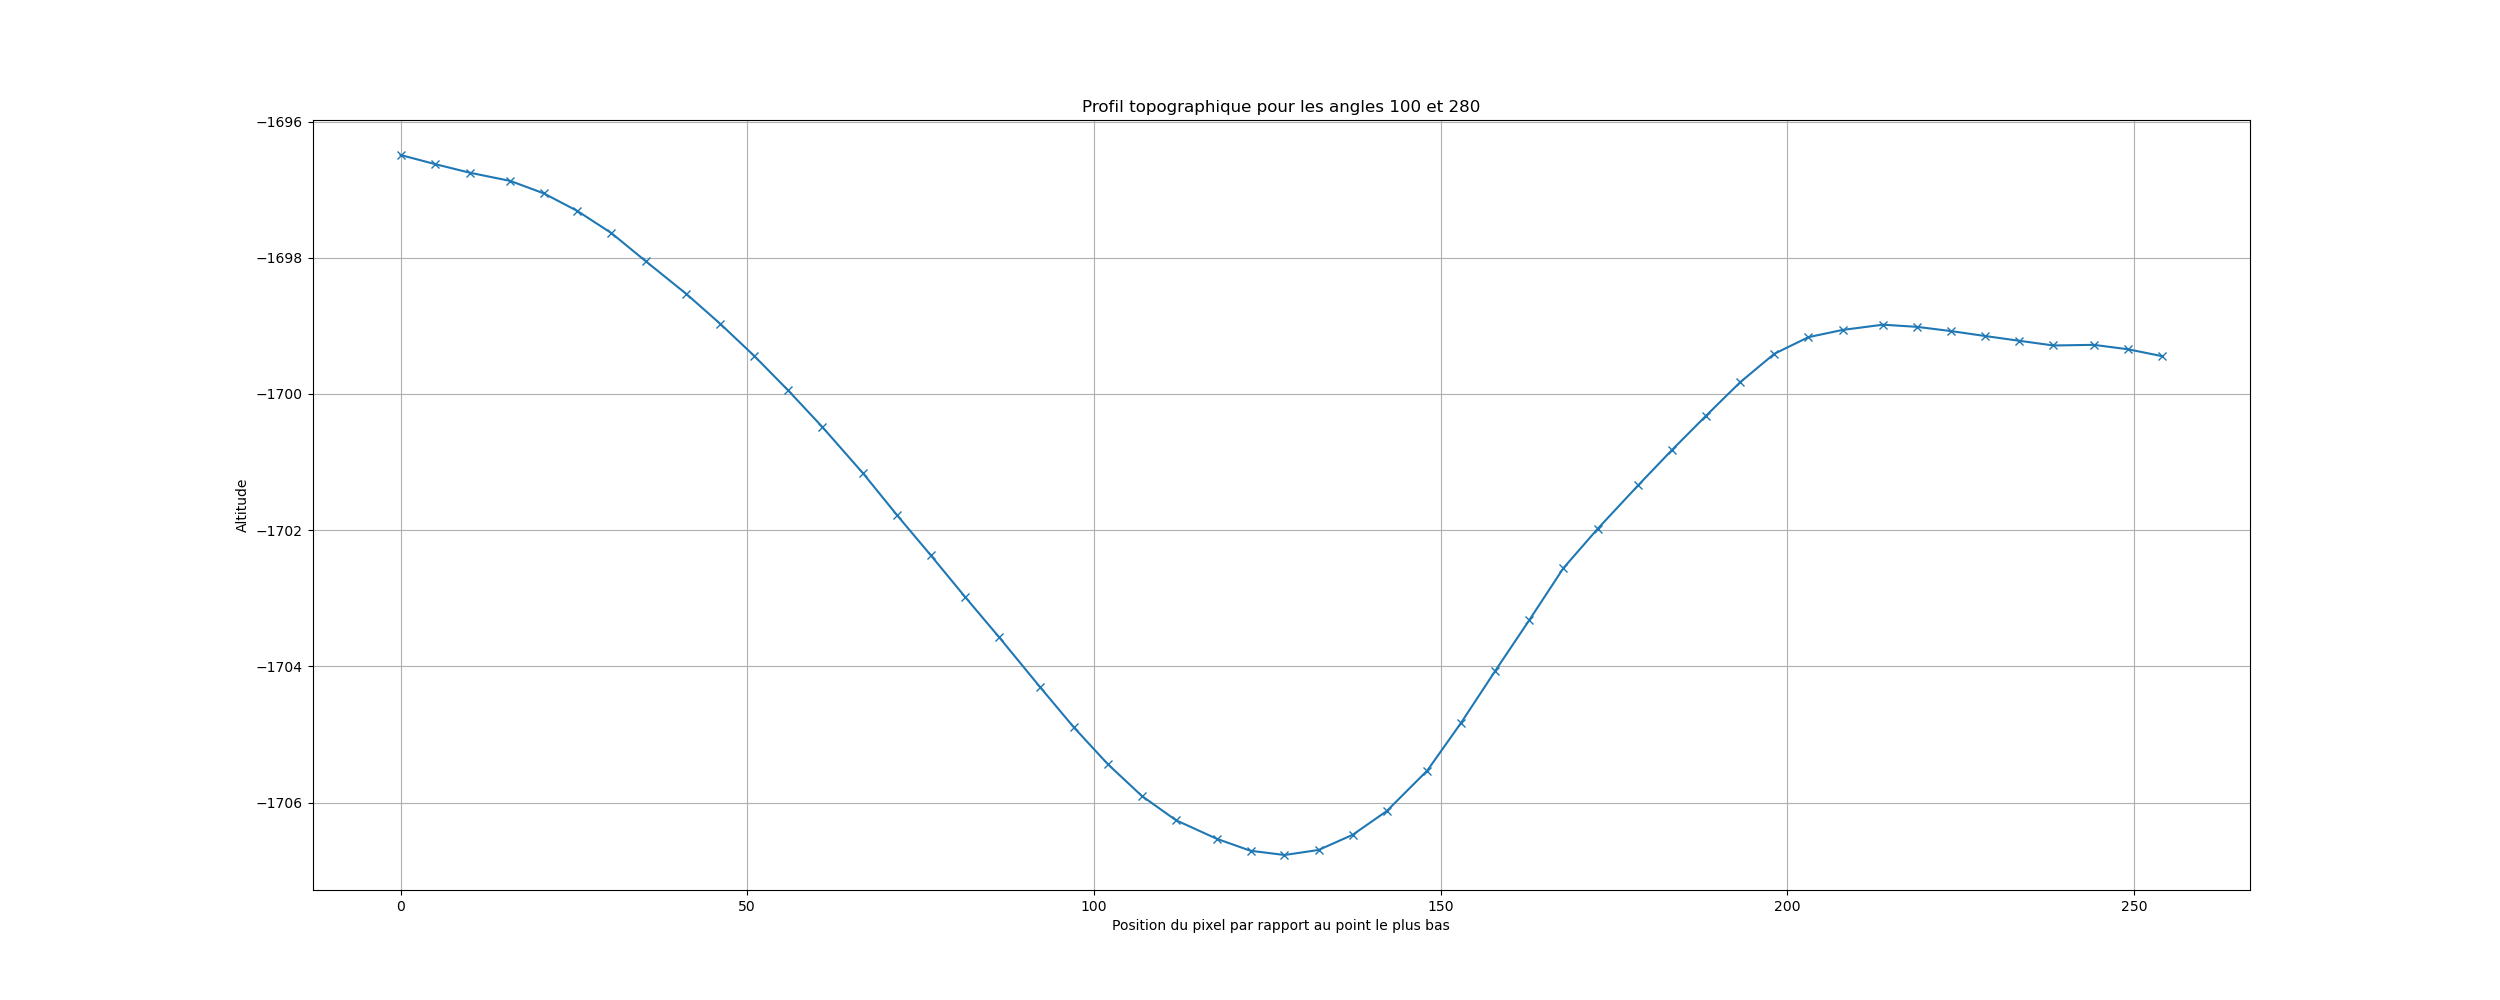 Profil topographique pour les angles 100 et 280
−1696
−1698
−1700
−1702
−1704
−1706
Altitude
0 50 100 150 200 250
Position du pixel par rapport au point le plus bas